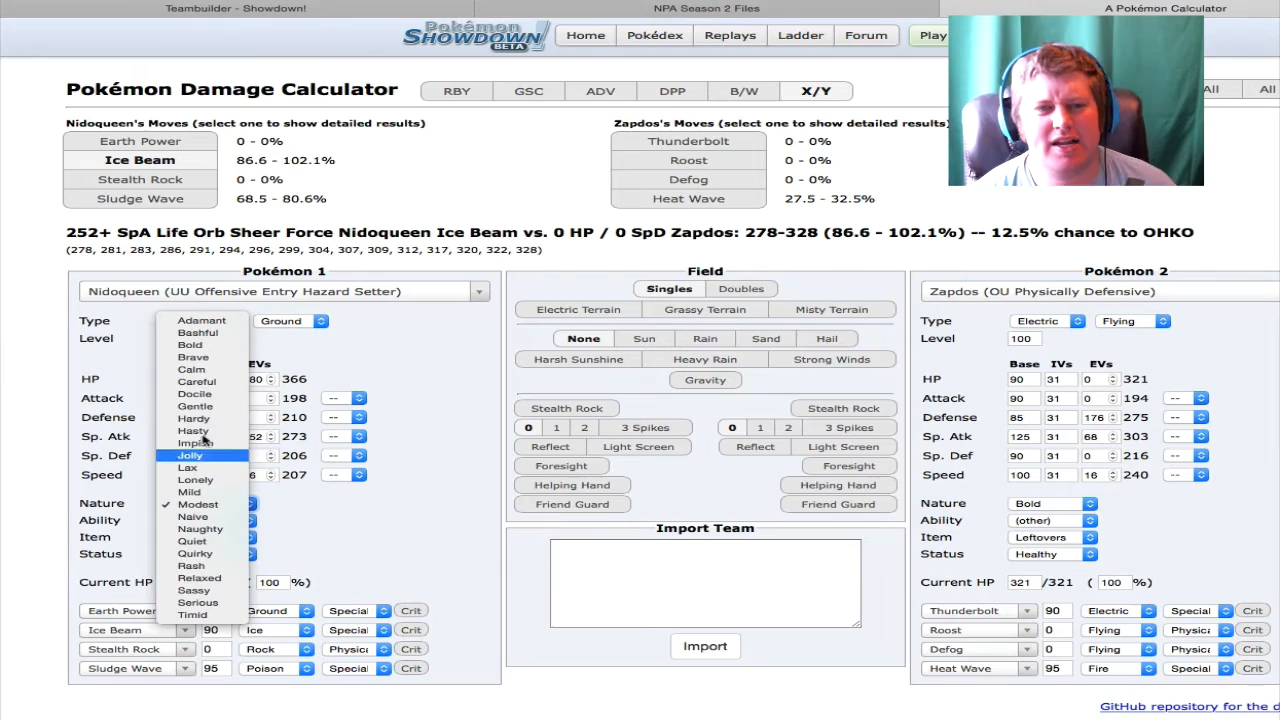 Teambuilder - Showdown!
NPA Season 2 Files
A Pokémon Calculator
Pokémon SHOWDOWN! BETA
Home Pokédex Replays Ladder Forum Play
Pokémon Damage Calculator
RBY GSC ADV DPP B/W X/Y
All All
Nidoqueen's Moves (select one to show detailed results)
Earth Power 0 - 0%
Ice Beam 86.6 - 102.1%
Stealth Rock 0 - 0%
Sludge Wave 68.5 - 80.6%
Zapdos's Moves (select one to show detailed results)
Thunderbolt 0 - 0%
Roost 0 - 0%
Defog 0 - 0%
Heat Wave 27.5 - 32.5%
252+ SpA Life Orb Sheer Force Nidoqueen Ice Beam vs. 0 HP / 0 SpD Zapdos: 278-328 (86.6 - 102.1%) -- 12.5% chance to OHKO
(278, 281, 283, 286, 291, 294, 296, 299, 304, 307, 309, 312, 317, 320, 322, 328)
Pokémon 1
Nidoqueen (UU Offensive Entry Hazard Setter)
Type Ground
Level
EVs
HP 80 366
Attack 198 --
Defense 210 --
Sp. Atk 52 273 --
Sp. Def 206 --
Speed 6 207 --
Nature
Ability
Item
Status
Current HP ( 100 %)
Adamant
Bashful
Bold
Brave
Calm
Careful
Docile
Gentle
Hardy
Hasty
Impish
Jolly
Lax
Lonely
Mild
✓ Modest
Naive
Naughty
Quiet
Quirky
Rash
Relaxed
Sassy
Serious
Timid
Earth Power Ground Special Crit
Ice Beam 90 Ice Special Crit
Stealth Rock 0 Rock Physica Crit
Sludge Wave 95 Poison Special Crit
Field
Singles Doubles
Electric Terrain Grassy Terrain Misty Terrain
None Sun Rain Sand Hail
Harsh Sunshine Heavy Rain Strong Winds
Gravity
Stealth Rock Stealth Rock
0 1 2 3 Spikes 0 1 2 3 Spikes
Reflect Light Screen Reflect Light Screen
Foresight Foresight
Helping Hand Helping Hand
Friend Guard Friend Guard
Import Team
Import
Pokémon 2
Zapdos (OU Physically Defensive)
Type Electric Flying
Level 100
Base IVs EVs
HP 90 31 0 321
Attack 90 31 0 194 --
Defense 85 31 176 275 --
Sp. Atk 125 31 68 303 --
Sp. Def 90 31 0 216 --
Speed 100 31 16 240 --
Nature Bold
Ability (other)
Item Leftovers
Status Healthy
Current HP 321 /321 ( 100 %)
Thunderbolt 90 Electric Special Crit
Roost 0 Flying Physica Crit
Defog 0 Flying Physica Crit
Heat Wave 95 Fire Special Crit
GitHub repository for the d